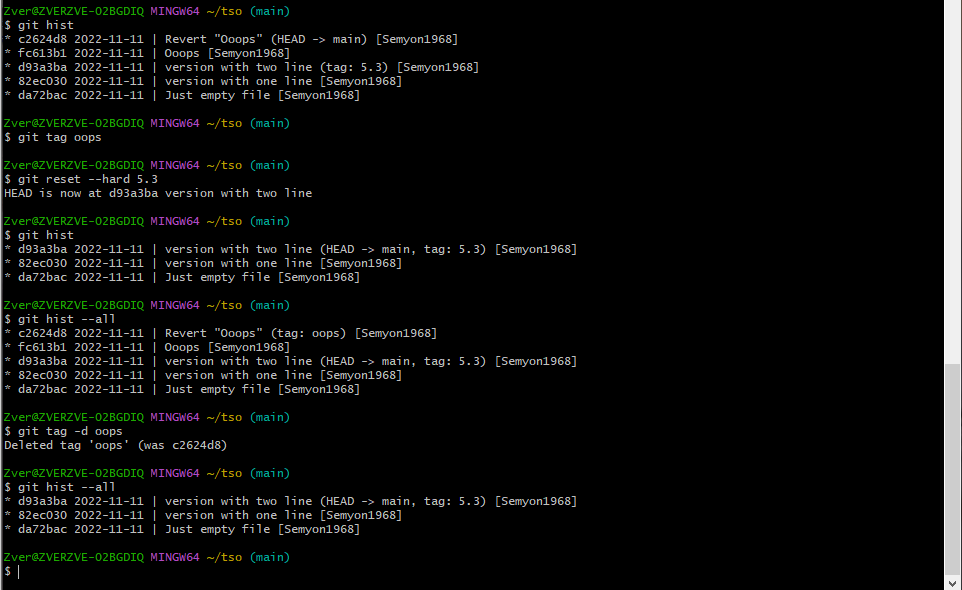 Zver@ZVERZVE-O2BGDIQ MINGW64 ~/tso (main)
$ git hist
* c2624d8 2022-11-11 | Revert "Ooops" (HEAD -> main) [Semyon1968]
* fc613b1 2022-11-11 | Ooops [Semyon1968]
* d93a3ba 2022-11-11 | version with two line (tag: 5.3) [Semyon1968]
* 82ec030 2022-11-11 | version with one line [Semyon1968]
* da72bac 2022-11-11 | Just empty file [Semyon1968]
Zver@ZVERZVE-O2BGDIQ MINGW64 ~/tso (main)
$ git tag oops
Zver@ZVERZVE-O2BGDIQ MINGW64 ~/tso (main)
$ git reset --hard 5.3
HEAD is now at d93a3ba version with two line
Zver@ZVERZVE-O2BGDIQ MINGW64 ~/tso (main)
$ git hist
* d93a3ba 2022-11-11 | version with two line (HEAD -> main, tag: 5.3) [Semyon1968]
* 82ec030 2022-11-11 | version with one line [Semyon1968]
* da72bac 2022-11-11 | Just empty file [Semyon1968]
Zver@ZVERZVE-O2BGDIQ MINGW64 ~/tso (main)
$ git hist --all
* c2624d8 2022-11-11 | Revert "Ooops" (tag: oops) [Semyon1968]
* fc613b1 2022-11-11 | Ooops [Semyon1968]
* d93a3ba 2022-11-11 | version with two line (HEAD -> main, tag: 5.3) [Semyon1968]
* 82ec030 2022-11-11 | version with one line [Semyon1968]
* da72bac 2022-11-11 | Just empty file [Semyon1968]
Zver@ZVERZVE-O2BGDIQ MINGW64 ~/tso (main)
$ git tag -d oops
Deleted tag 'oops' (was c2624d8)
Zver@ZVERZVE-O2BGDIQ MINGW64 ~/tso (main)
$ git hist --all
* d93a3ba 2022-11-11 | version with two line (HEAD -> main, tag: 5.3) [Semyon1968]
* 82ec030 2022-11-11 | version with one line [Semyon1968]
* da72bac 2022-11-11 | Just empty file [Semyon1968]
Zver@ZVERZVE-O2BGDIQ MINGW64 ~/tso (main)
$